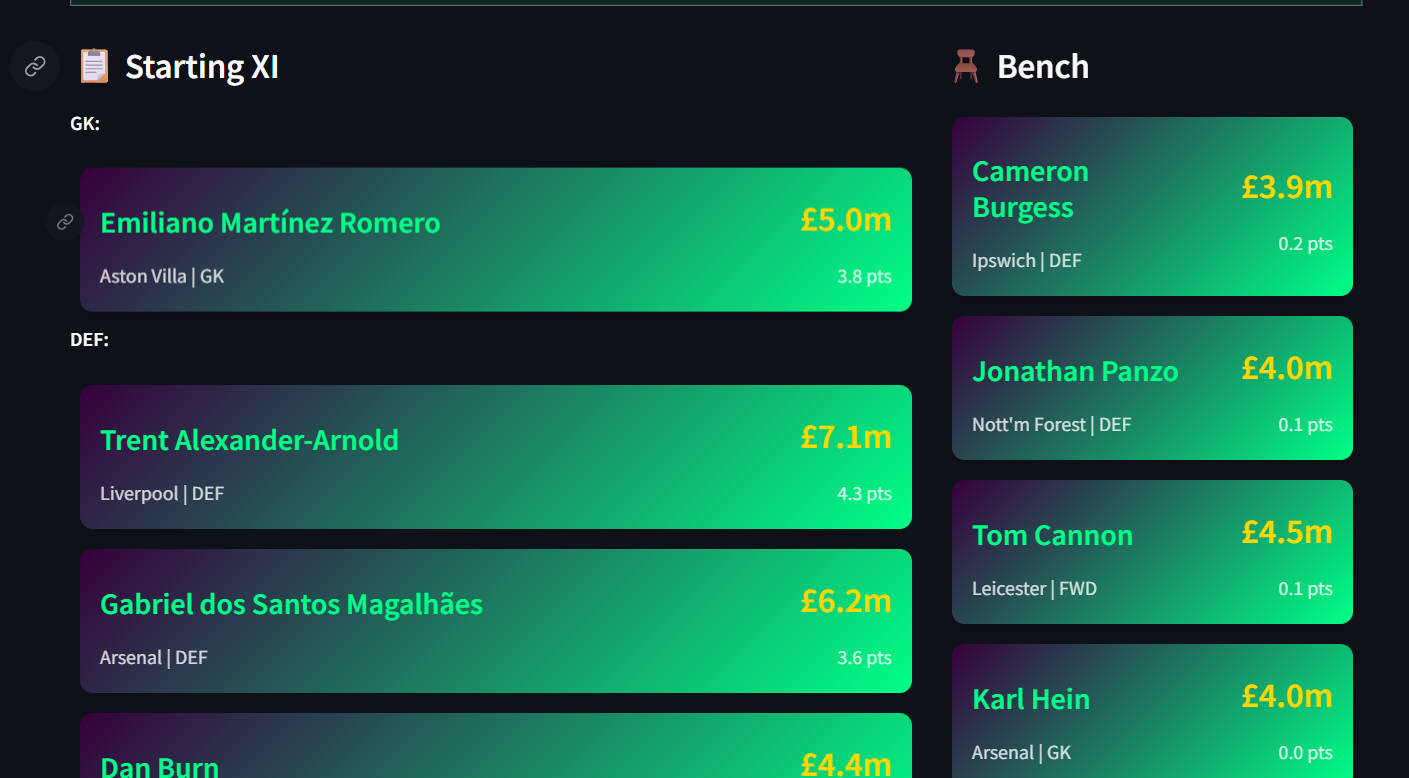 Starting XI
GK:
Emiliano Martínez Romero
£5.0m
Aston Villa | GK
3.8 pts
DEF:
Trent Alexander-Arnold
£7.1m
Liverpool | DEF
4.3 pts
Gabriel dos Santos Magalhães
£6.2m
Arsenal | DEF
3.6 pts
Dan Burn
£4.4m
Bench
Cameron
Burgess
£3.9m
Ipswich | DEF
0.2 pts
Jonathan Panzo
£4.0m
Nott'm Forest | DEF
0.1 pts
Tom Cannon
£4.5m
Leicester | FWD
0.1 pts
Karl Hein
£4.0m
Arsenal | GK
0.0 pts